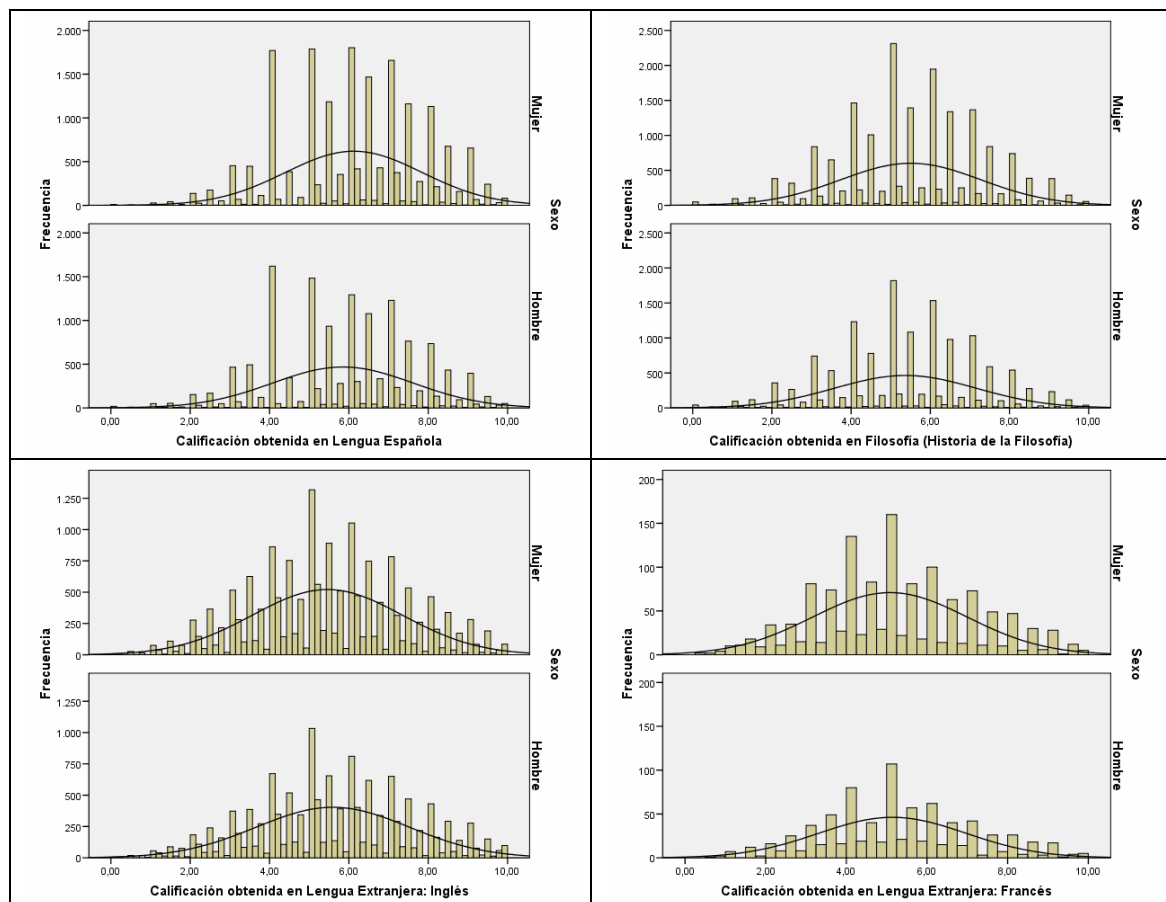 2.000
1.500
1.000
500
0
Mujer
2.000
1.500
1.000
500
0
Hombre
Frecuencia
Sexo
0,00 2,00 4,00 6,00 8,00 10,00
Calificación obtenida en Lengua Española
2.500
2.000
1.500
1.000
500
0
Mujer
2.500
2.000
1.500
1.000
500
0
Hombre
Frecuencia
Sexo
0,00 2,00 4,00 6,00 8,00 10,00
Calificación obtenida en Filosofía (Historia de la Filosofía)
1.250
1.000
750
500
250
0
Mujer
1.250
1.000
750
500
250
0
Hombre
Frecuencia
Sexo
0,00 2,00 4,00 6,00 8,00 10,00
Calificación obtenida en Lengua Extranjera: Inglés
200
150
100
50
0
Mujer
200
150
100
50
0
Hombre
Frecuencia
Sexo
0,00 2,00 4,00 6,00 8,00 10,00
Calificación obtenida en Lengua Extranjera: Francés